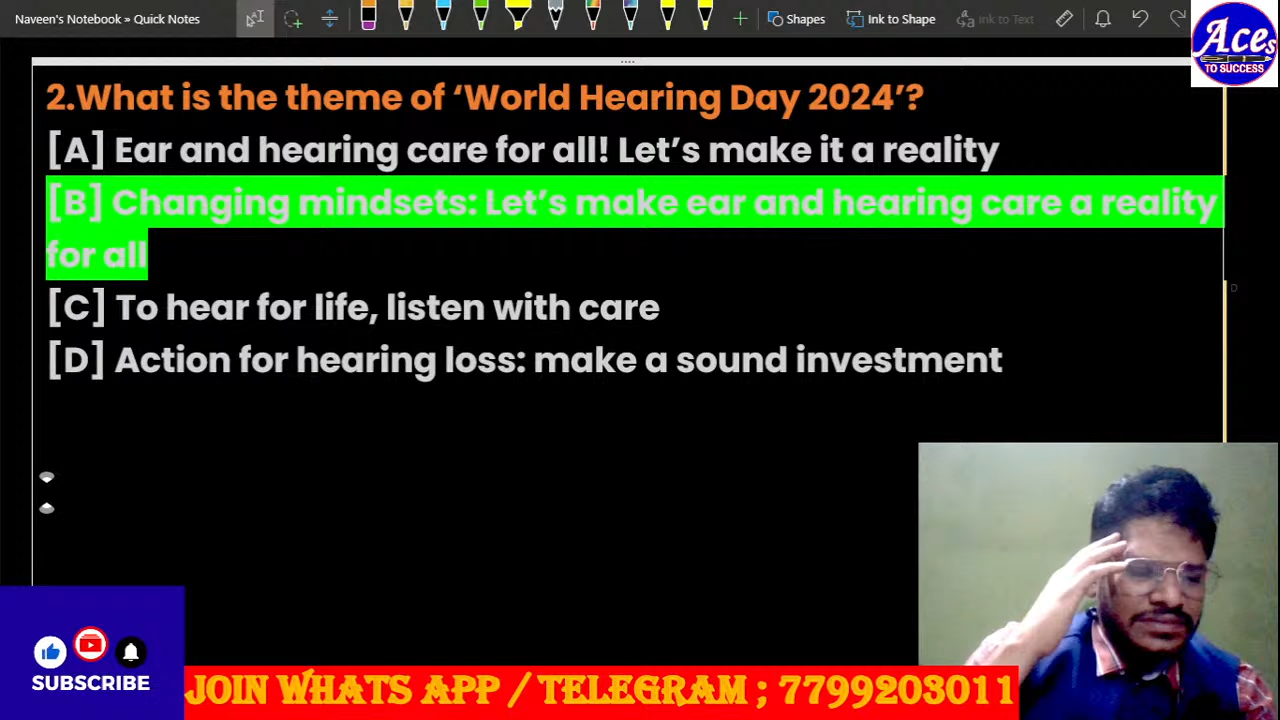 Naveen's Notebook » Quick Notes
Shapes
Ink to Shape
Ink to Text
Aces
TO SUCCESS
2.What is the theme of ‘World Hearing Day 2024’?
[A] Ear and hearing care for all! Let’s make it a reality
[B] Changing mindsets: Let’s make ear and hearing care a reality
for all
[C] To hear for life, listen with care
[D] Action for hearing loss: make a sound investment
SUBSCRIBE
JOIN WHATS APP / TELEGRAM ; 7799203011